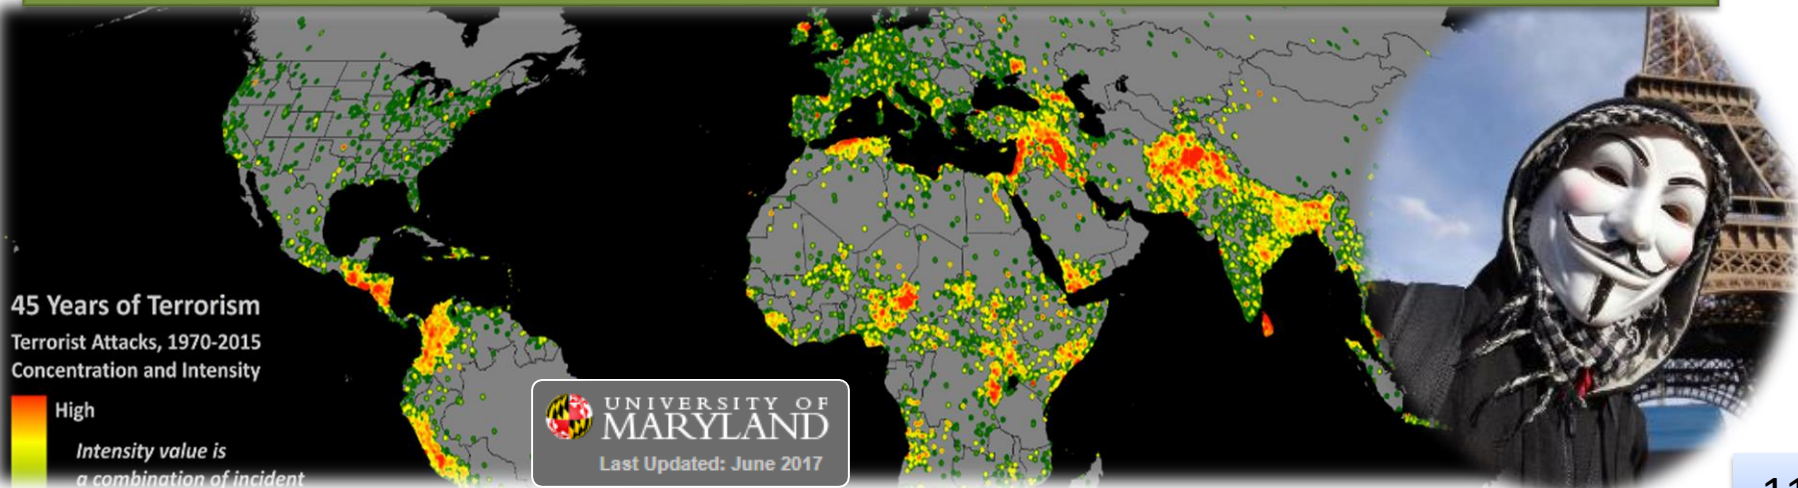 45 Years of Terrorism
Terrorist Attacks, 1970-2015
Concentration and Intensity
High
Intensity value is
a combination of incident
UNIVERSITY OF
MARYLAND
Last Updated: June 2017
11